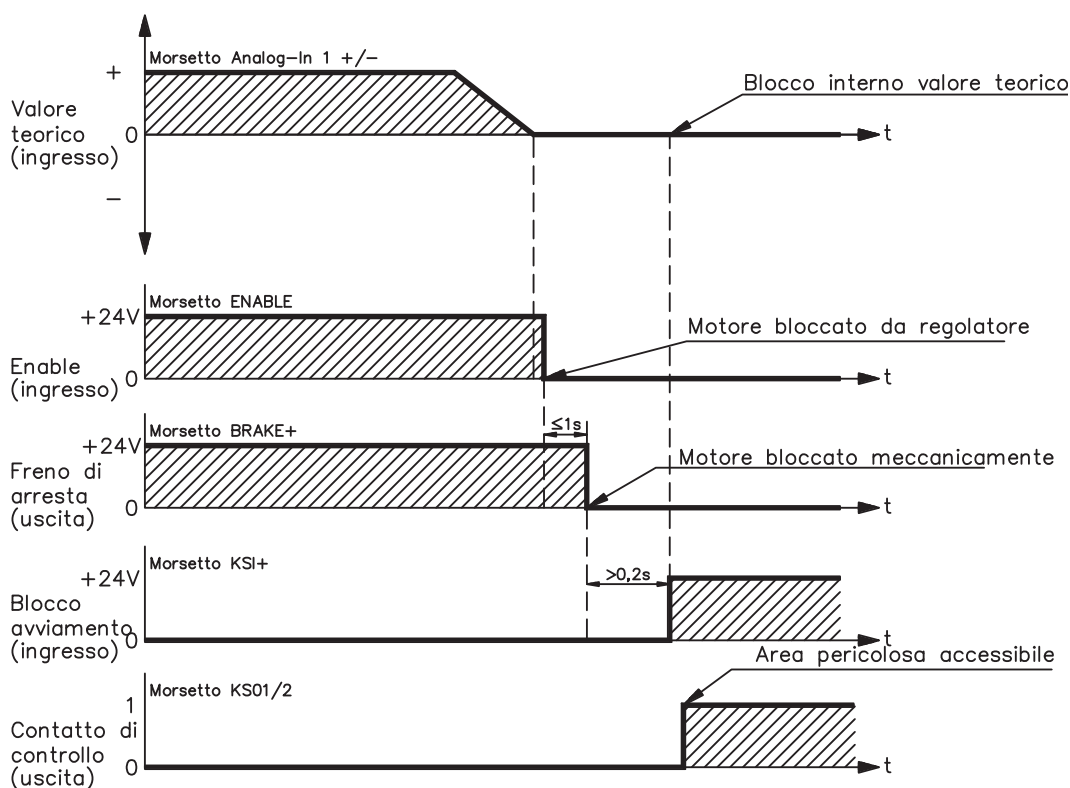 Morsetto Analog-In 1 +/-
+
Blocco interno valore teorico
Valore
teorico
(ingresso)
0
t
-
Morsetto ENABLE
+24V
Motore bloccato da regolatore
Enable
(ingresso)
0
t
Morsetto BRAKE+
≤1s
+24V
Motore bloccato meccanicamente
Freno di
arresta
(uscita)
0
t
Morsetto KSI+
+24V
>0,2s
Blocco
avviamento
(ingresso)
0
t
Area pericolosa accessibile
Morsetto KSO1/2
1
Contatto di
controllo
(uscita)
0
t